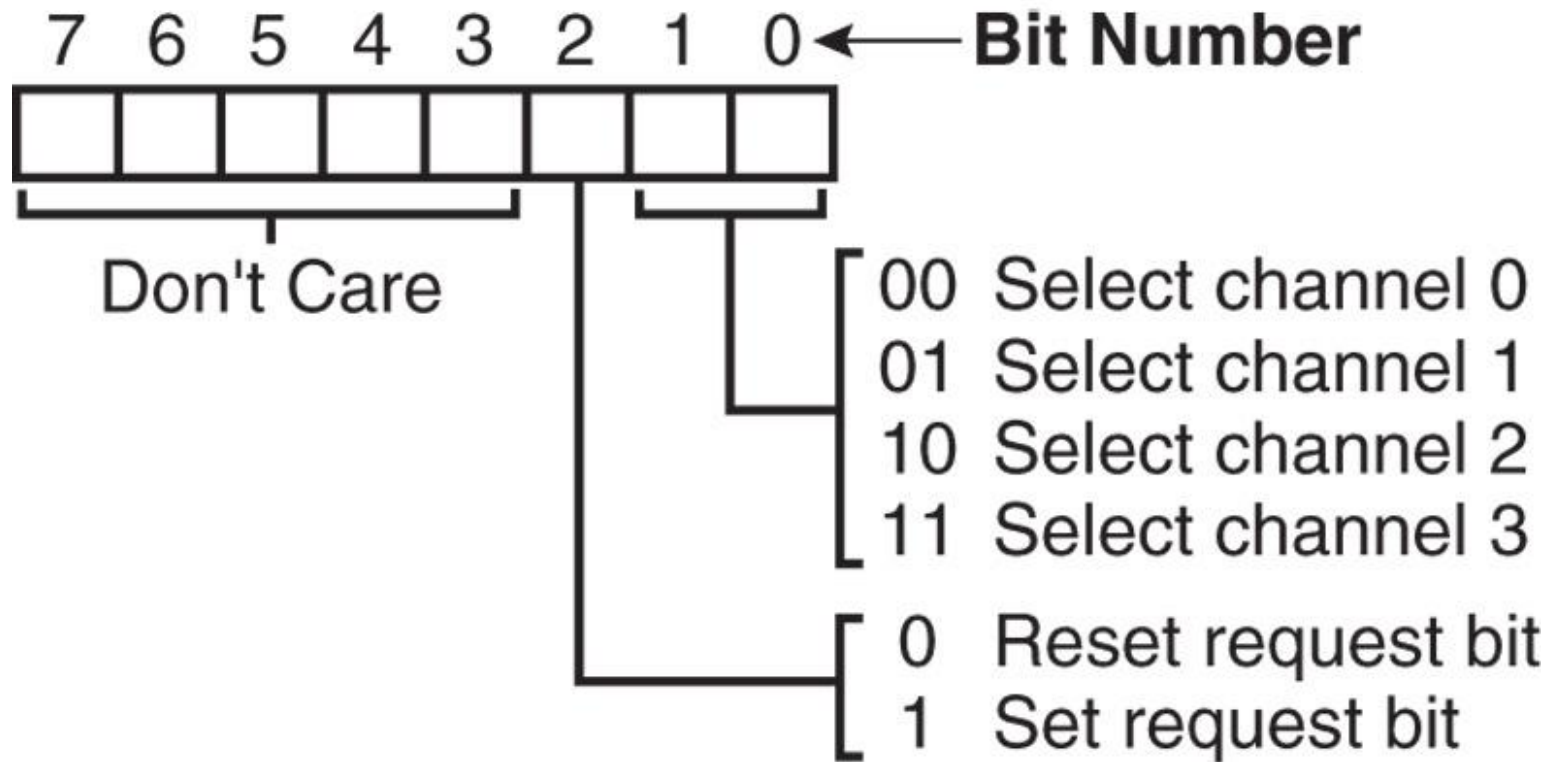 7 6 5 4 3 2 1 0 Bit Number
Don't Care
00 Select channel 0
01 Select channel 1
10 Select channel 2
11 Select channel 3
0 Reset request bit
1 Set request bit